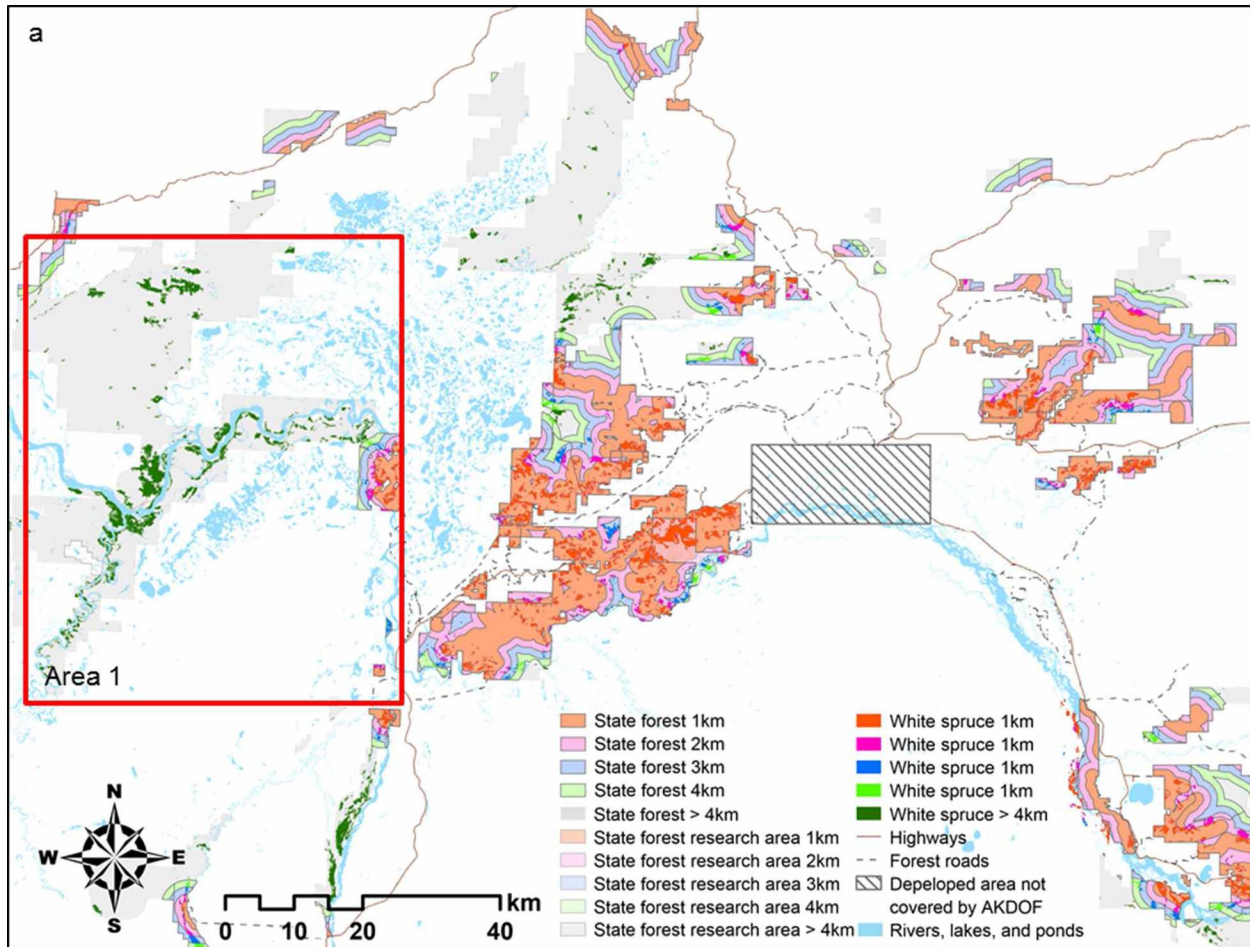 a
Area 1
State forest 1km
State forest 2km
State forest 3km
State forest 4km
State forest > 4km
State forest research area 1km
State forest research area 2km
State forest research area 3km
State forest research area 4km
State forest research area > 4km
White spruce 1km
White spruce 1km
White spruce 1km
White spruce 1km
White spruce > 4km
Highways
Forest roads
Depeloped area not
covered by AKDOF
Rivers, lakes, and ponds
N
W E
S
0 10 20 40 km